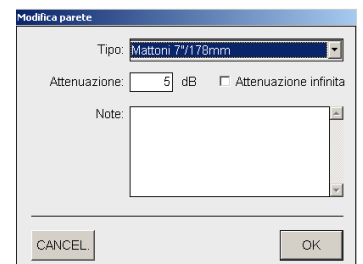 Modifica parete
Tipo: Mattoni 7"/178mm
Attenuazione: 5 dB Attenuazione infinita
Note:
CANCEL. OK